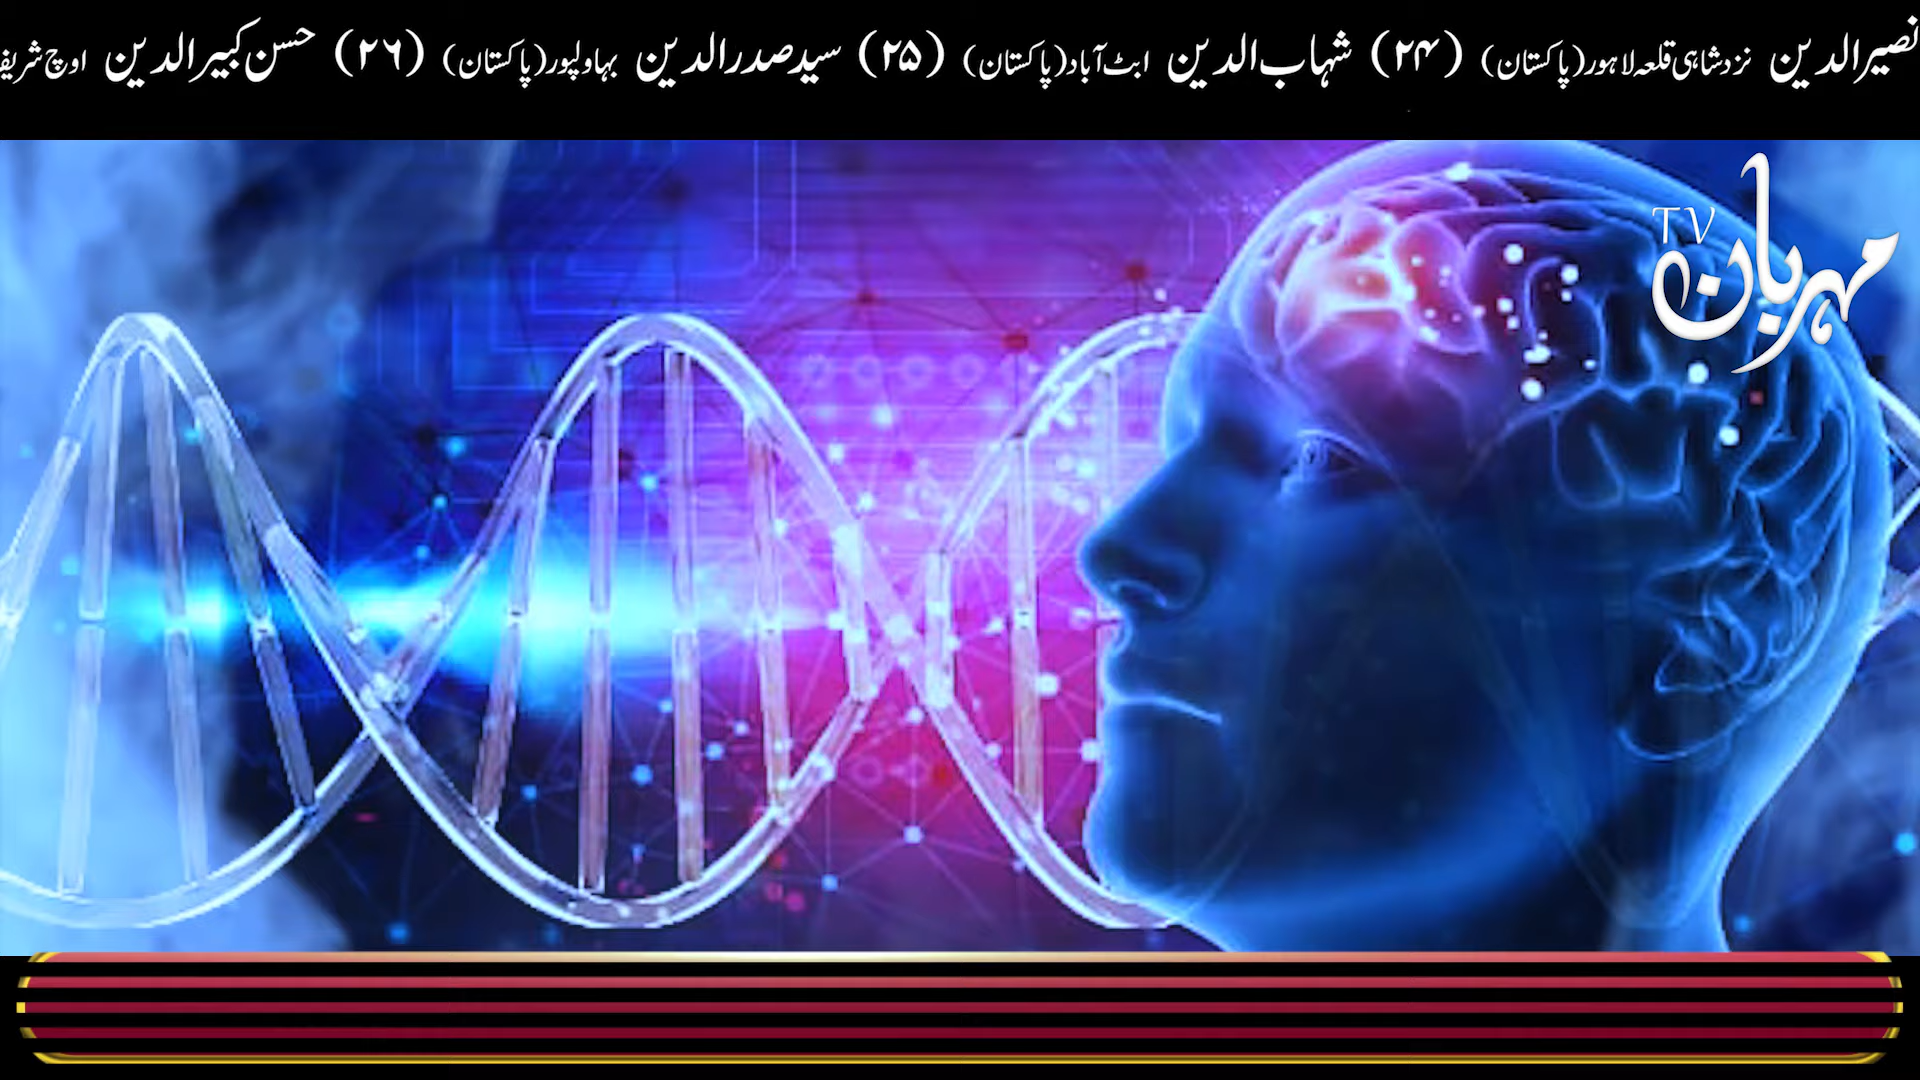 نصیرالدین نزد شاہی قلعہ لاہور (پاکستان) (۲۴) شہاب الدین ایبٹ آباد (پاکستان) (۲۵) سید صدرالدین بہاولپور (پاکستان) (۲۶) حسن کبیرالدین اوچ شریف
TV
مہربان